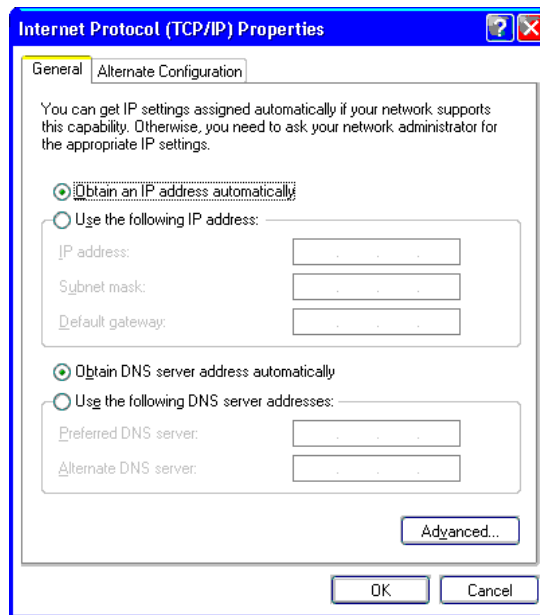 Internet Protocol (TCP/IP) Properties
General
Alternate Configuration
You can get IP settings assigned automatically if your network supports
this capability. Otherwise, you need to ask your network administrator for
the appropriate IP settings.
Obtain an IP address automatically
Use the following IP address:
IP address:
Subnet mask:
Default gateway:
Obtain DNS server address automatically
Use the following DNS server addresses:
Preferred DNS server:
Alternate DNS server:
Advanced...
OK
Cancel